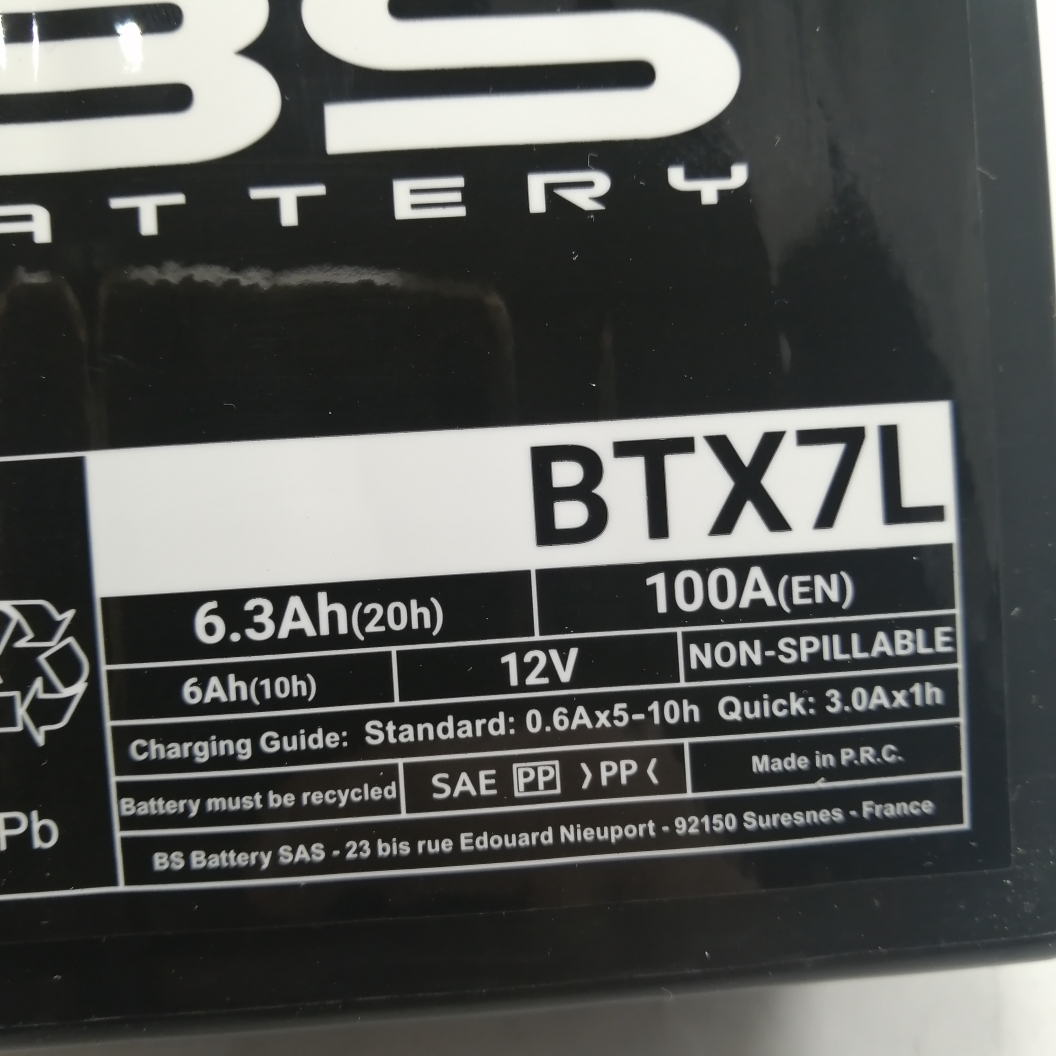 BS
BATTERY
BTX7L
6.3Ah(20h) 100A(EN)
6Ah(10h) 12V NON-SPILLABLE
Charging Guide: Standard: 0.6Ax5-10h Quick: 3.0Ax1h
Battery must be recycled SAE PP >PP< Made in P.R.C.
Pb
BS Battery SAS - 23 bis rue Edouard Nieuport - 92150 Suresnes - France